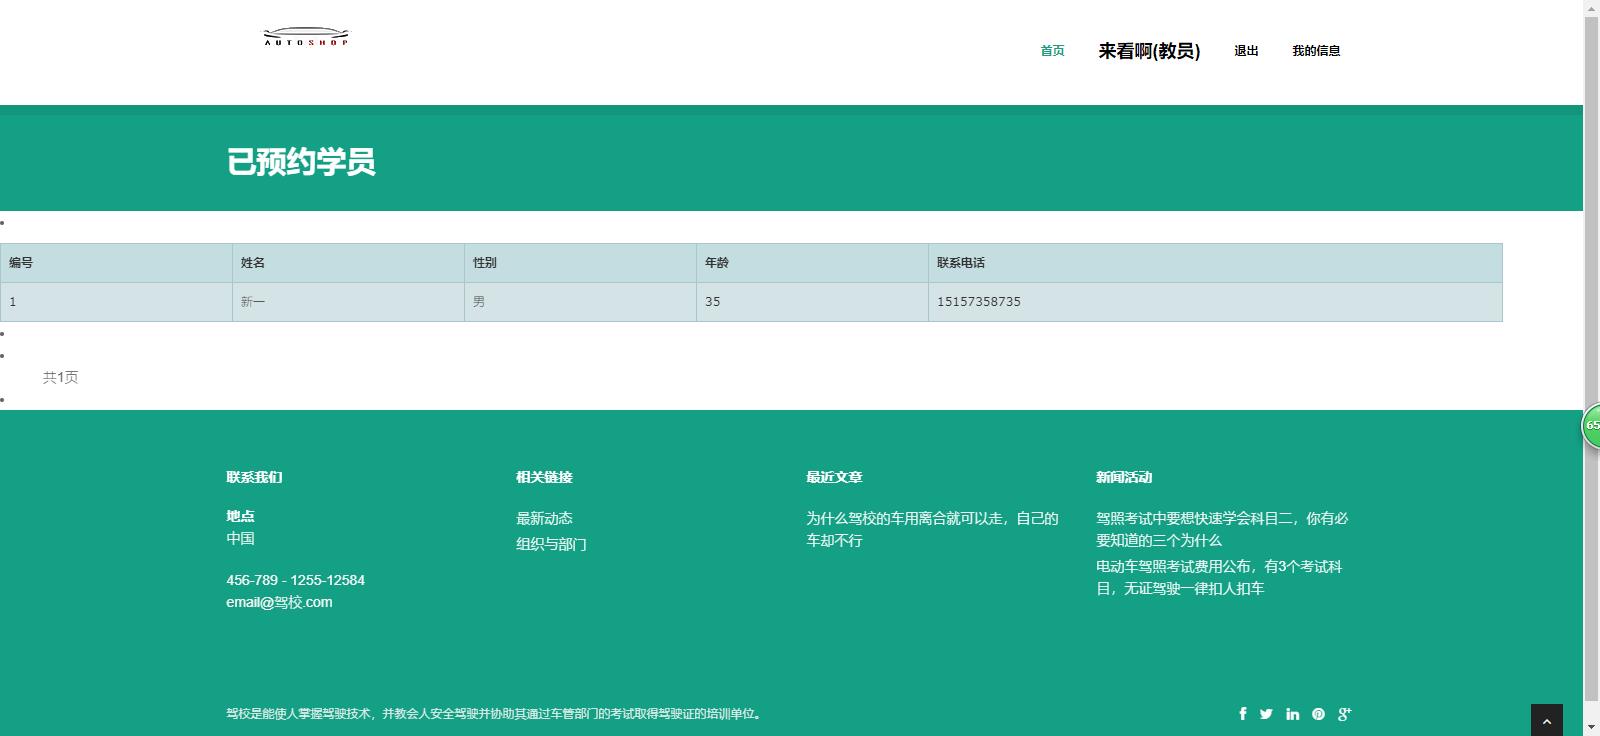 AUTOSHOP
首页 来看啊(教员) 退出 我的信息
已预约学员
编号 姓名 性别 年龄 联系电话
1 新一 男 35 15157358735
共1页
65
联系我们
地点
中国
456-789 - 1255-12584
email@驾校.com
相关链接
最新动态
组织与部门
最近文章
为什么驾校的车用离合就可以走，自己的
车却不行
新闻活动
驾照考试中要想快速学会科目二，你有必
要知道的三个为什么
电动车驾照考试费用公布，有3个考试科
目，无证驾驶一律扣人扣车
驾校是能使人掌握驾驶技术，并教会人安全驾驶并协助其通过车管部门的考试取得驾驶证的培训单位。